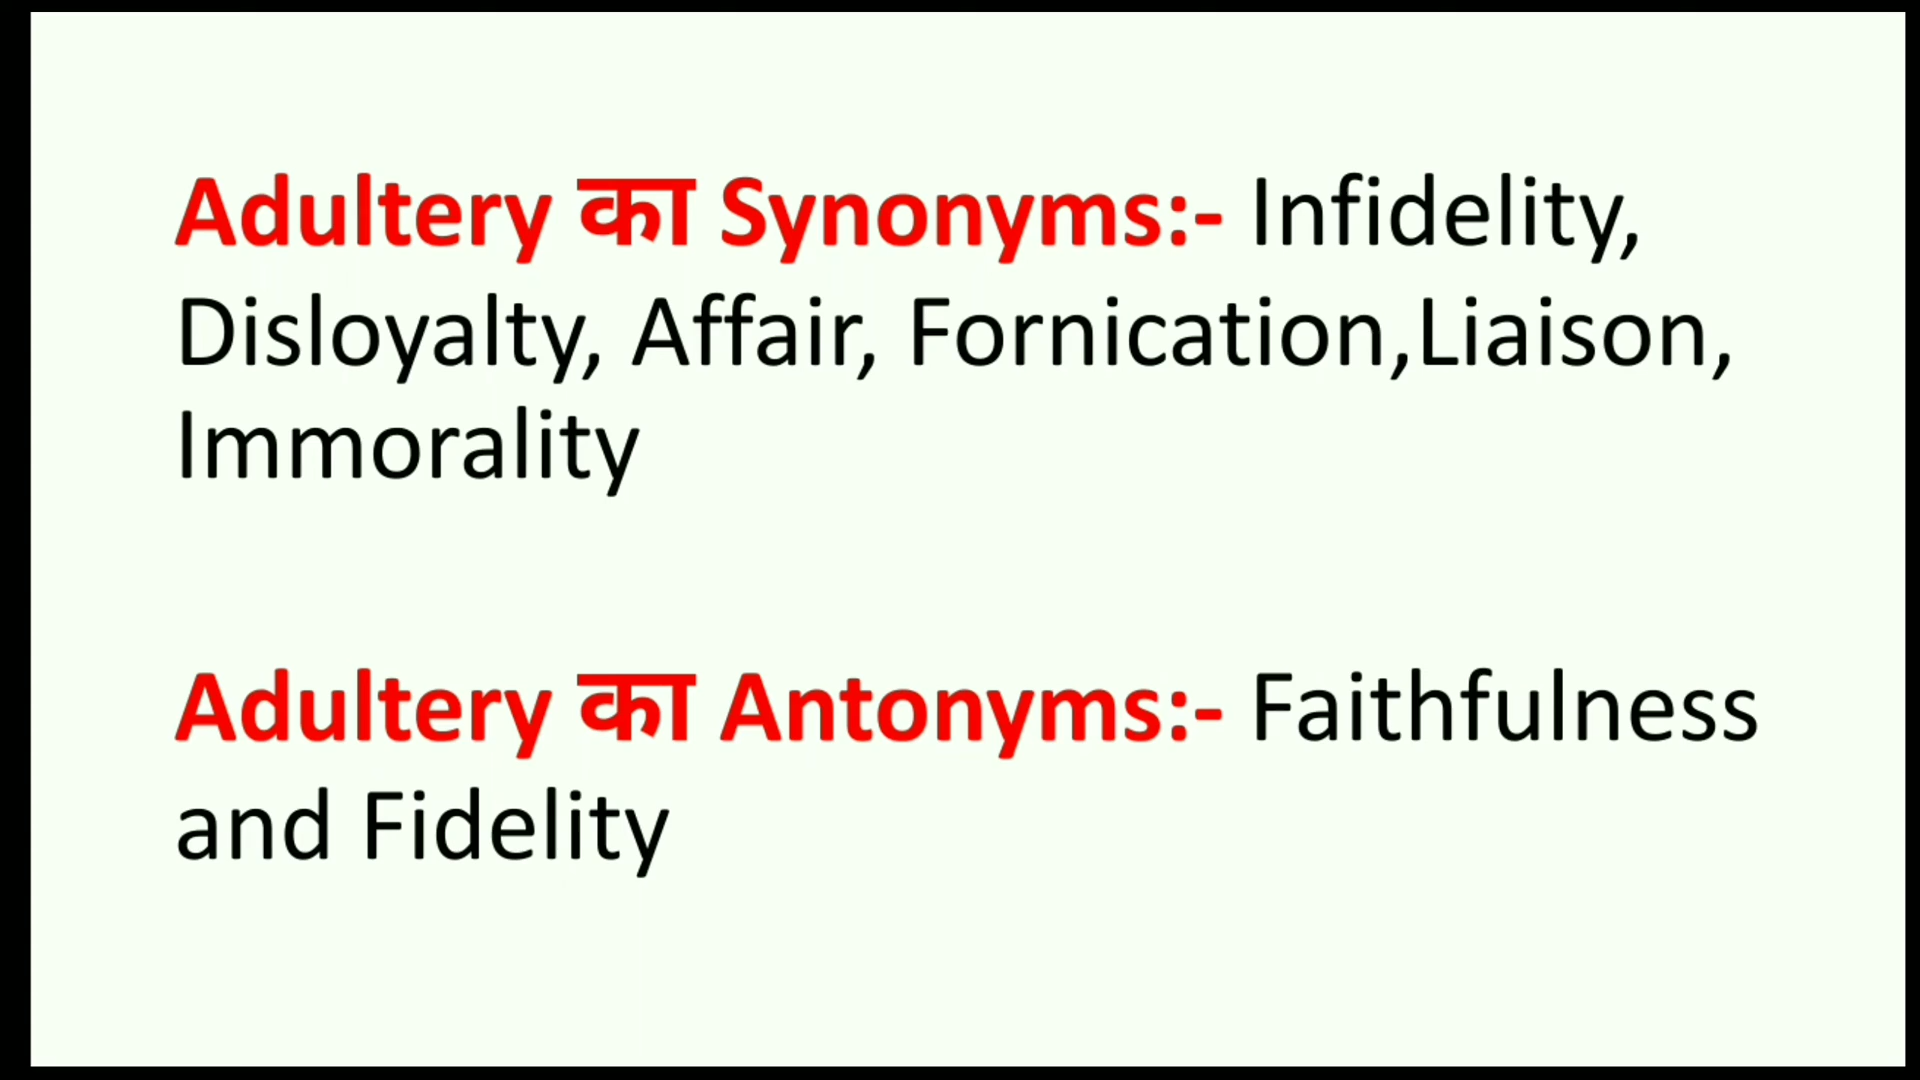 Adultery का Synonyms:- Infidelity,
Disloyalty, Affair, Fornication,Liaison,
Immorality
Adultery का Antonyms:- Faithfulness
and Fidelity